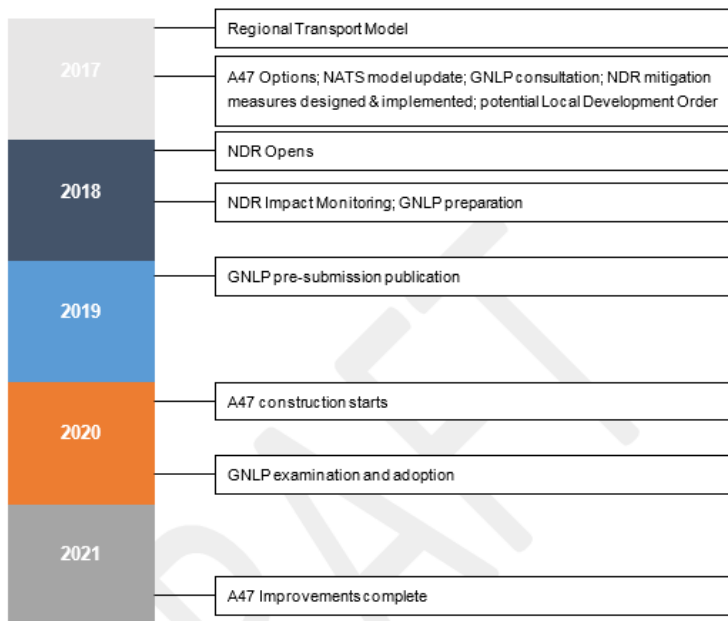 2017
Regional Transport Model
A47 Options; NATS model update; GNLP consultation; NDR mitigation
measures designed & implemented; potential Local Development Order
2018
NDR Opens
NDR Impact Monitoring; GNLP preparation
2019
GNLP pre-submission publication
2020
A47 construction starts
GNLP examination and adoption
2021
A47 Improvements complete
DRAFT